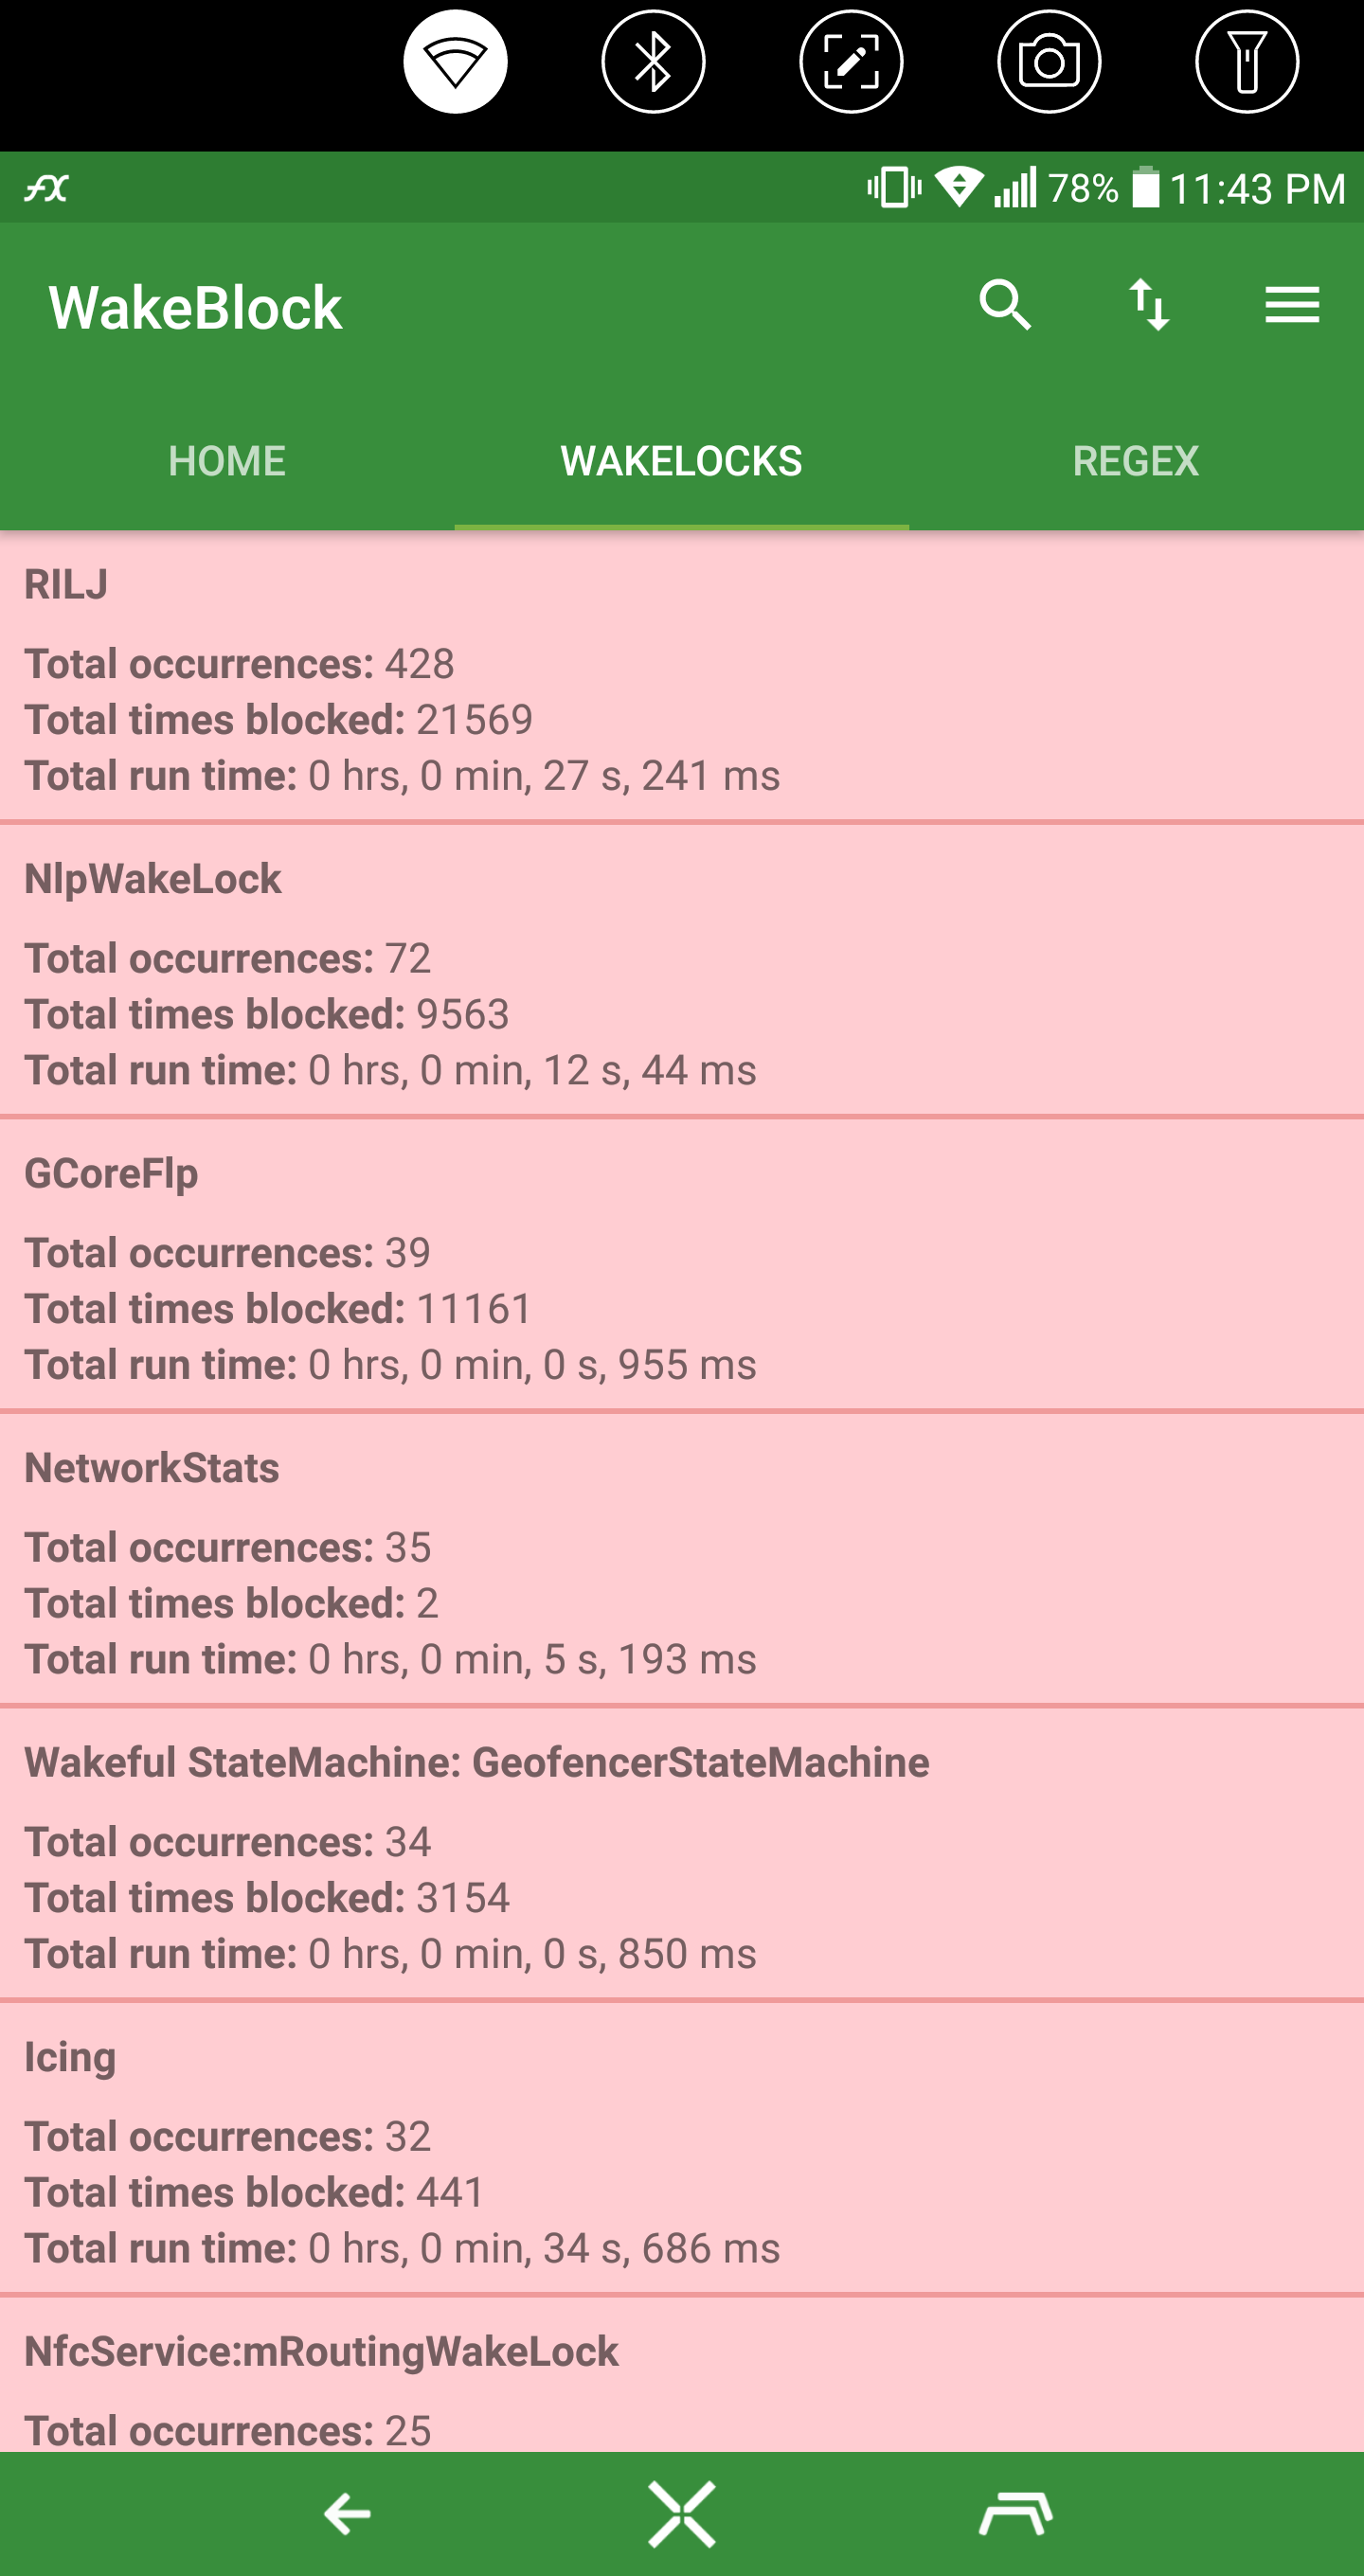 FX 78% 11:43 PM
WakeBlock
HOME WAKELOCKS REGEX
RILJ
Total occurrences: 428
Total times blocked: 21569
Total run time: 0 hrs, 0 min, 27 s, 241 ms
NlpWakeLock
Total occurrences: 72
Total times blocked: 9563
Total run time: 0 hrs, 0 min, 12 s, 44 ms
GCoreFlp
Total occurrences: 39
Total times blocked: 11161
Total run time: 0 hrs, 0 min, 0 s, 955 ms
NetworkStats
Total occurrences: 35
Total times blocked: 2
Total run time: 0 hrs, 0 min, 5 s, 193 ms
Wakeful StateMachine: GeofencerStateMachine
Total occurrences: 34
Total times blocked: 3154
Total run time: 0 hrs, 0 min, 0 s, 850 ms
Icing
Total occurrences: 32
Total times blocked: 441
Total run time: 0 hrs, 0 min, 34 s, 686 ms
NfcService:mRoutingWakeLock
Total occurrences: 25